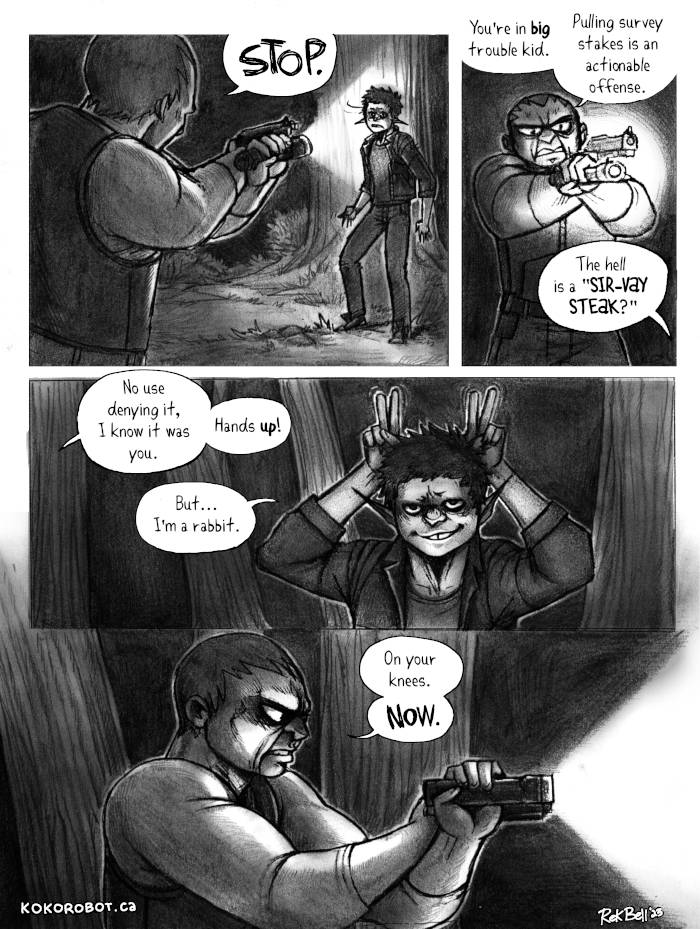 STOP.
You're in big
trouble kid.
Pulling survey
stakes is an
actionable
offense.
The hell
is a "SIR-VAY
STEAK?"
No use
denying it,
I know it was
you.
Hands up!
But...
I'm a rabbit.
On your
knees.
NOW.
KOKOROBOT.ca
Rek Bell '23